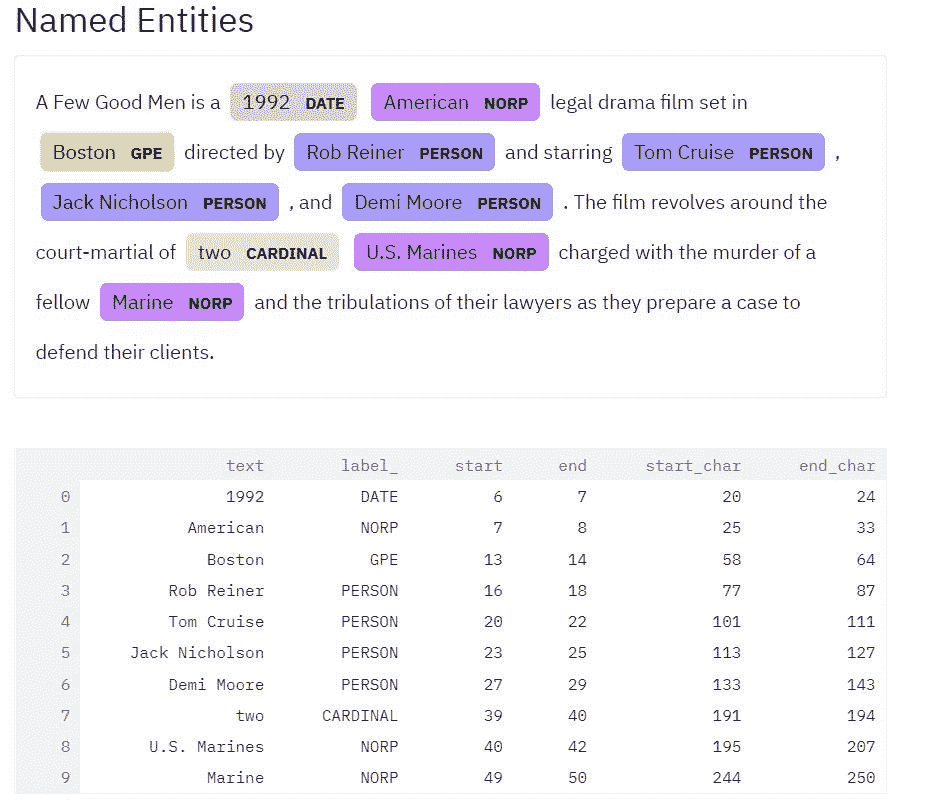 Named Entities
A Few Good Men is a 1992 DATE American NORP legal drama film set in
Boston GPE directed by Rob Reiner PERSON and starring Tom Cruise PERSON ,
Jack Nicholson PERSON , and Demi Moore PERSON . The film revolves around the
court-martial of two CARDINAL U.S. Marines NORP charged with the murder of a
fellow Marine NORP and the tribulations of their lawyers as they prepare a case to
defend their clients.
text label_ start end start_char end_char
0 1992 DATE 6 7 20 24
1 American NORP 7 8 25 33
2 Boston GPE 13 14 58 64
3 Rob Reiner PERSON 16 18 77 87
4 Tom Cruise PERSON 20 22 101 111
5 Jack Nicholson PERSON 23 25 113 127
6 Demi Moore PERSON 27 29 133 143
7 two CARDINAL 39 40 191 194
8 U.S. Marines NORP 40 42 195 207
9 Marine NORP 49 50 244 250